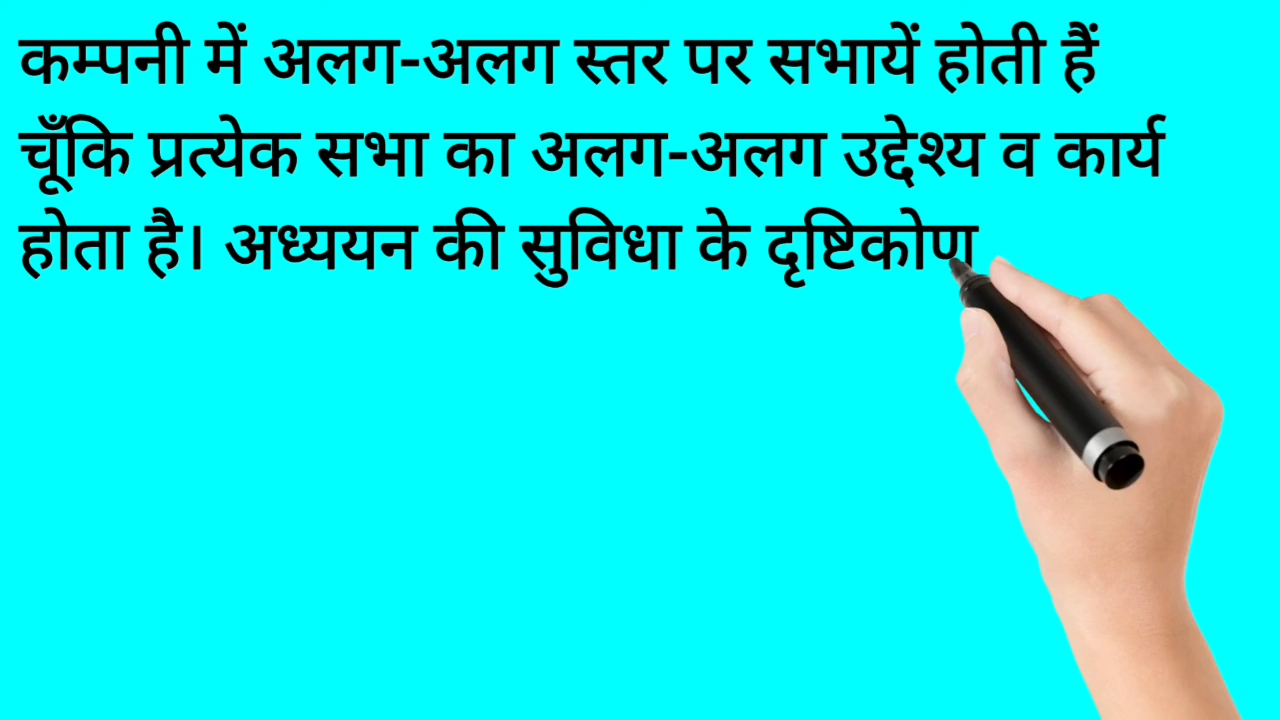 कम्पनी में अलग-अलग स्तर पर सभायें होती हैं
चूँकि प्रत्येक सभा का अलग-अलग उद्देश्य व कार्य
होता है। अध्ययन की सुविधा के दृष्टिकोण